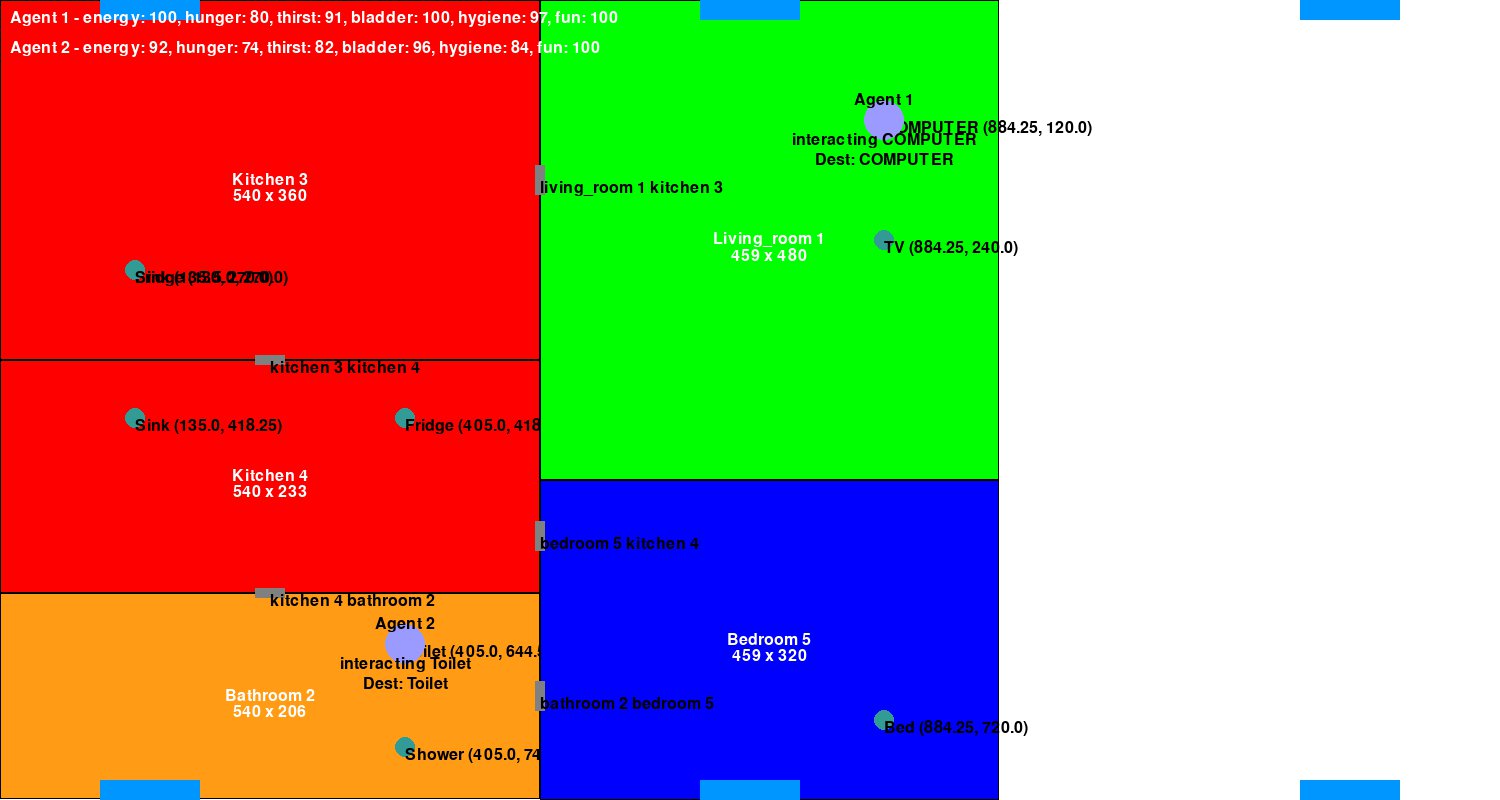 Agent 1 - energy: 100, hunger: 80, thirst: 91, bladder: 100, hygiene: 97, fun: 100
Agent 2 - energy: 92, hunger: 74, thirst: 82, bladder: 96, hygiene: 84, fun: 100
Agent 1
OMPUTER (884.25, 120.0)
interacting COMPUTER
Dest: COMPUTER
Kitchen 3
540 x 360
living_room 1 kitchen 3
Living_room 1
459 x 480
TV (884.25, 240.0)
kitchen 3 kitchen 4
Sink (135.0, 418.25)
Fridge (405.0, 418
Kitchen 4
540 x 233
bedroom 5 kitchen 4
kitchen 4 bathroom 2
Agent 2
ilet (405.0, 644.5
interacting Toilet
Dest: Toilet
Bedroom 5
459 x 320
Bathroom 2
540 x 206
bathroom 2 bedroom 5
Bed (884.25, 720.0)
Shower (405.0, 74